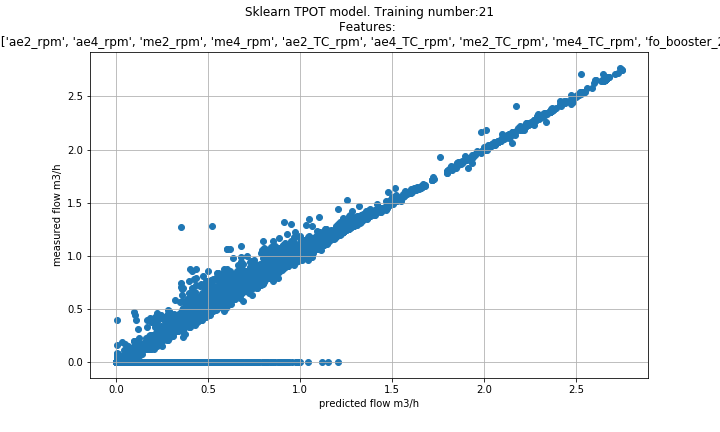 Sklearn TPOT model. Training number:21
Features:
['ae2_rpm', 'ae4_rpm', 'me2_rpm', 'me4_rpm', 'ae2_TC_rpm', 'ae4_TC_rpm', 'me2_TC_rpm', 'me4_TC_rpm', 'fo_booster_2
2.5
2.0
1.5
1.0
0.5
0.0
measured flow m3/h
0.0 0.5 1.0 1.5 2.0 2.5
predicted flow m3/h